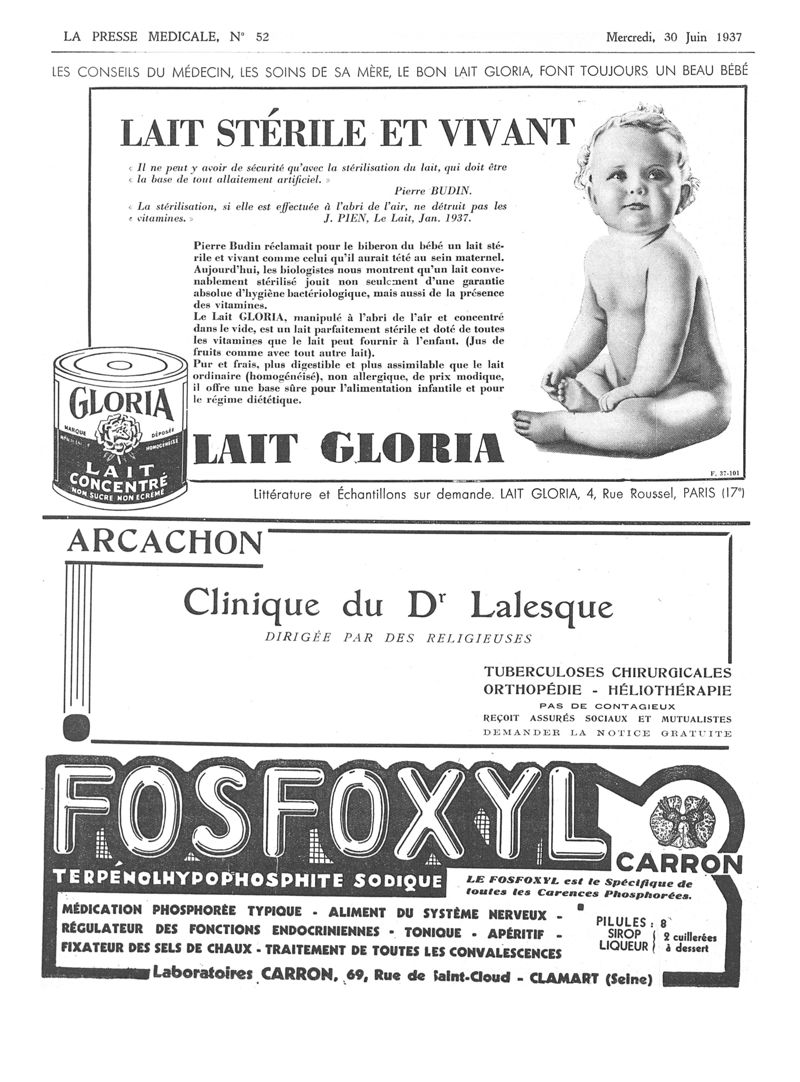 LA PRESSE MEDICALE, N° 52
Mercredi, 30 Juin 1937
LES CONSEILS DU MÉDECIN, LES SOINS DE SA MÈRE, LE BON LAIT GLORIA, FONT TOUJOURS UN BEAU BÉBÉ
LAIT STÉRILE ET VIVANT
« Il ne peut y avoir de sécurité qu'avec la stérilisation du lait, qui doit être
« la base de tout allaitement artificiel. »
Pierre BUDIN.
« La stérilisation, si elle est effectuée à l'abri de l'air, ne détruit pas les
« vitamines. » J. PIEN, Le Lait, Jan. 1937.
Pierre Budin réclamait pour le biberon du bébé un lait sté-
rile et vivant comme celui qu'il aurait tété au sein maternel.
Aujourd'hui, les biologistes nous montrent qu'un lait conve-
nablement stérilisé jouit non seulement d'une garantie
absolue d'hygiène bactériologique, mais aussi de la présence
des vitamines.
Le Lait GLORIA, manipulé à l'abri de l'air et concentré
dans le vide, est un lait parfaitement stérile et doté de toutes
les vitamines que le lait peut fournir à l'enfant. (Jus de
fruits comme avec tout autre lait).
Pur et frais, plus digestible et plus assimilable que le lait
ordinaire (homogénéisé), non allergique, de prix modique,
il offre une base sûre pour l'alimentation infantile et pour
le régime diététique.
GLORIA
MARQUE DÉPOSÉE
HOMOGÉNÉISÉ
LAIT
CONCENTRÉ
NON SUCRE NON ECREME
LAIT GLORIA
F. 37-101
Littérature et Échantillons sur demande. LAIT GLORIA, 4, Rue Roussel, PARIS (17e)
ARCACHON
Clinique du Dr Lalesque
DIRIGÉE PAR DES RELIGIEUSES
TUBERCULOSES CHIRURGICALES
ORTHOPÉDIE - HÉLIOTHÉRAPIE
PAS DE CONTAGIEUX
REÇOIT ASSURÉS SOCIAUX ET MUTUALISTES
DEMANDER LA NOTICE GRATUITE
FOSFOXYL
CARRON
TERPÉNOLHYPOPHOSPHITE SODIQUE
LE FOSFOXYL est le Spécifique de
toutes les Carences Phosphorées.
MÉDICATION PHOSPHORÉE TYPIQUE - ALIMENT DU SYSTÈME NERVEUX -
RÉGULATEUR DES FONCTIONS ENDOCRINIENNES - TONIQUE - APÉRITIF -
FIXATEUR DES SELS DE CHAUX - TRAITEMENT DE TOUTES LES CONVALESCENCES
PILULES : 8
SIROP
LIQUEUR
2 cuillerées
à dessert
Laboratoires CARRON, 69, Rue de Saint-Cloud - CLAMART (Seine)